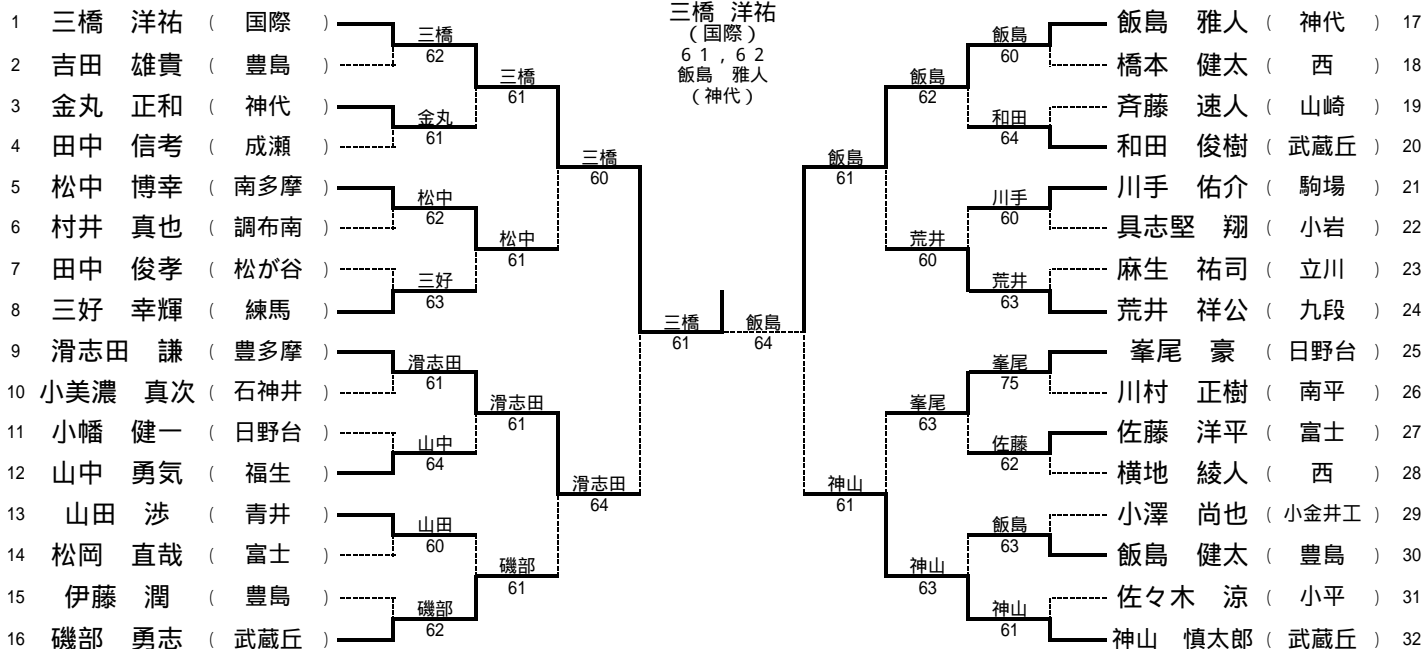 三橋 洋祐
(国際)
61,62
飯島 雅人
(神代)
1 三橋 洋祐 ( 国際 )
2 吉田 雄貴 ( 豊島 )
3 金丸 正和 ( 神代 )
4 田中 信考 ( 成瀬 )
5 松中 博幸 ( 南多摩 )
6 村井 真也 ( 調布南 )
7 田中 俊孝 ( 松が谷 )
8 三好 幸輝 ( 練馬 )
9 滑志田 謙 ( 豊多摩 )
10 小美濃 真次 ( 石神井 )
11 小幡 健一 ( 日野台 )
12 山中 勇気 ( 福生 )
13 山田 渉 ( 青井 )
14 松岡 直哉 ( 富士 )
15 伊藤 潤 ( 豊島 )
16 磯部 勇志 ( 武蔵丘 )
三橋
62
金丸
61
松中
62
三好
63
滑志田
61
山中
64
山田
60
磯部
62
三橋
61
松中
61
滑志田
61
磯部
61
三橋
60
滑志田
64
三橋
61
飯島
64
飯島
61
神山
61
飯島
62
荒井
60
峯尾
63
神山
63
飯島
60
和田
64
川手
60
荒井
63
峯尾
75
佐藤
62
飯島
63
神山
61
飯島 雅人 ( 神代 ) 17
橋本 健太 ( 西 ) 18
斉藤 速人 ( 山崎 ) 19
和田 俊樹 ( 武蔵丘 ) 20
川手 佑介 ( 駒場 ) 21
具志堅 翔 ( 小岩 ) 22
麻生 祐司 ( 立川 ) 23
荒井 祥公 ( 九段 ) 24
峯尾 豪 ( 日野台 ) 25
川村 正樹 ( 南平 ) 26
佐藤 洋平 ( 富士 ) 27
横地 綾人 ( 西 ) 28
小澤 尚也 ( 小金井工 ) 29
飯島 健太 ( 豊島 ) 30
佐々木 涼 ( 小平 ) 31
神山 慎太郎 ( 武蔵丘 ) 32